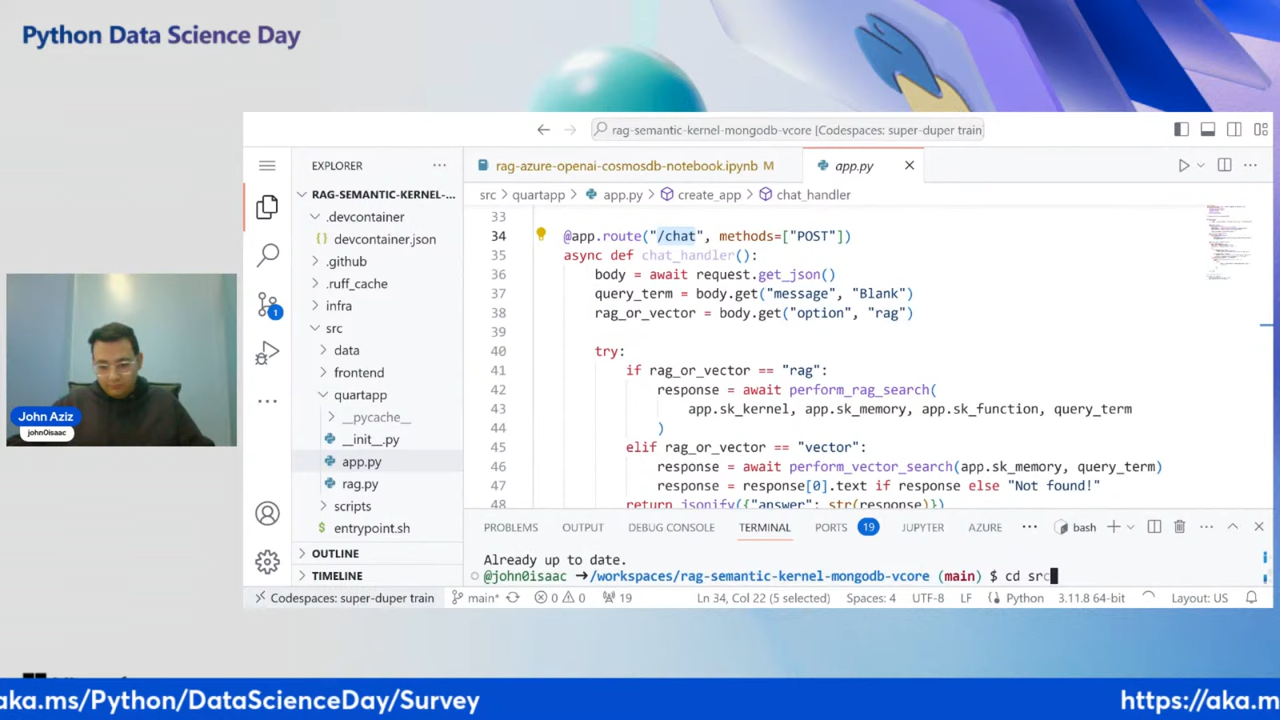 Python Data Science Day
rag-semantic-kernel-mongodb-vcore [Codespaces: super-duper train
EXPLORER
rag-azure-openai-cosmosdb-notebook.ipynb M
app.py
RAG-SEMANTIC-KERNEL-...
src > quartapp > app.py > create_app > chat_handler
.devcontainer
{} devcontainer.json
.github
.ruff_cache
infra
src
data
frontend
quartapp
__pycache__
__init__.py
app.py
rag.py
scripts
$ entrypoint.sh
OUTLINE
TIMELINE
1
33
34 @app.route("/chat", methods=["POST"])
35 async def chat_handler():
36 body = await request.get_json()
37 query_term = body.get("message", "Blank")
38 rag_or_vector = body.get("option", "rag")
39
40 try:
41 if rag_or_vector == "rag":
42 response = await perform_rag_search(
43 app.sk_kernel, app.sk_memory, app.sk_function, query_term
44 )
45 elif rag_or_vector == "vector":
46 response = await perform_vector_search(app.sk_memory, query_term)
47 response = response[0].text if response else "Not found!"
48 return jsonify({"answer": str(response)})
PROBLEMS OUTPUT DEBUG CONSOLE TERMINAL PORTS 19 JUPYTER AZURE bash
Already up to date.
@john0isaac →/workspaces/rag-semantic-kernel-mongodb-vcore (main) $ cd src
Codespaces: super-duper train main* 0 0 19 Ln 34, Col 22 (5 selected) Spaces: 4 UTF-8 LF Python 3.11.8 64-bit Layout: US
John Aziz
john0isaac
aka.ms/Python/DataScienceDay/Survey
https://aka.m